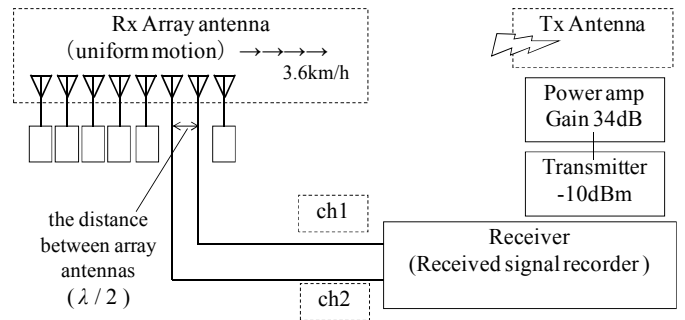 Rx Array antenna
(uniform motion) →→→→
3.6km/h
Tx Antenna
Power amp
Gain 34dB
Transmitter
-10dBm
the distance
between array
antennas
( λ / 2 )
ch1
ch2
Receiver
(Received signal recorder )